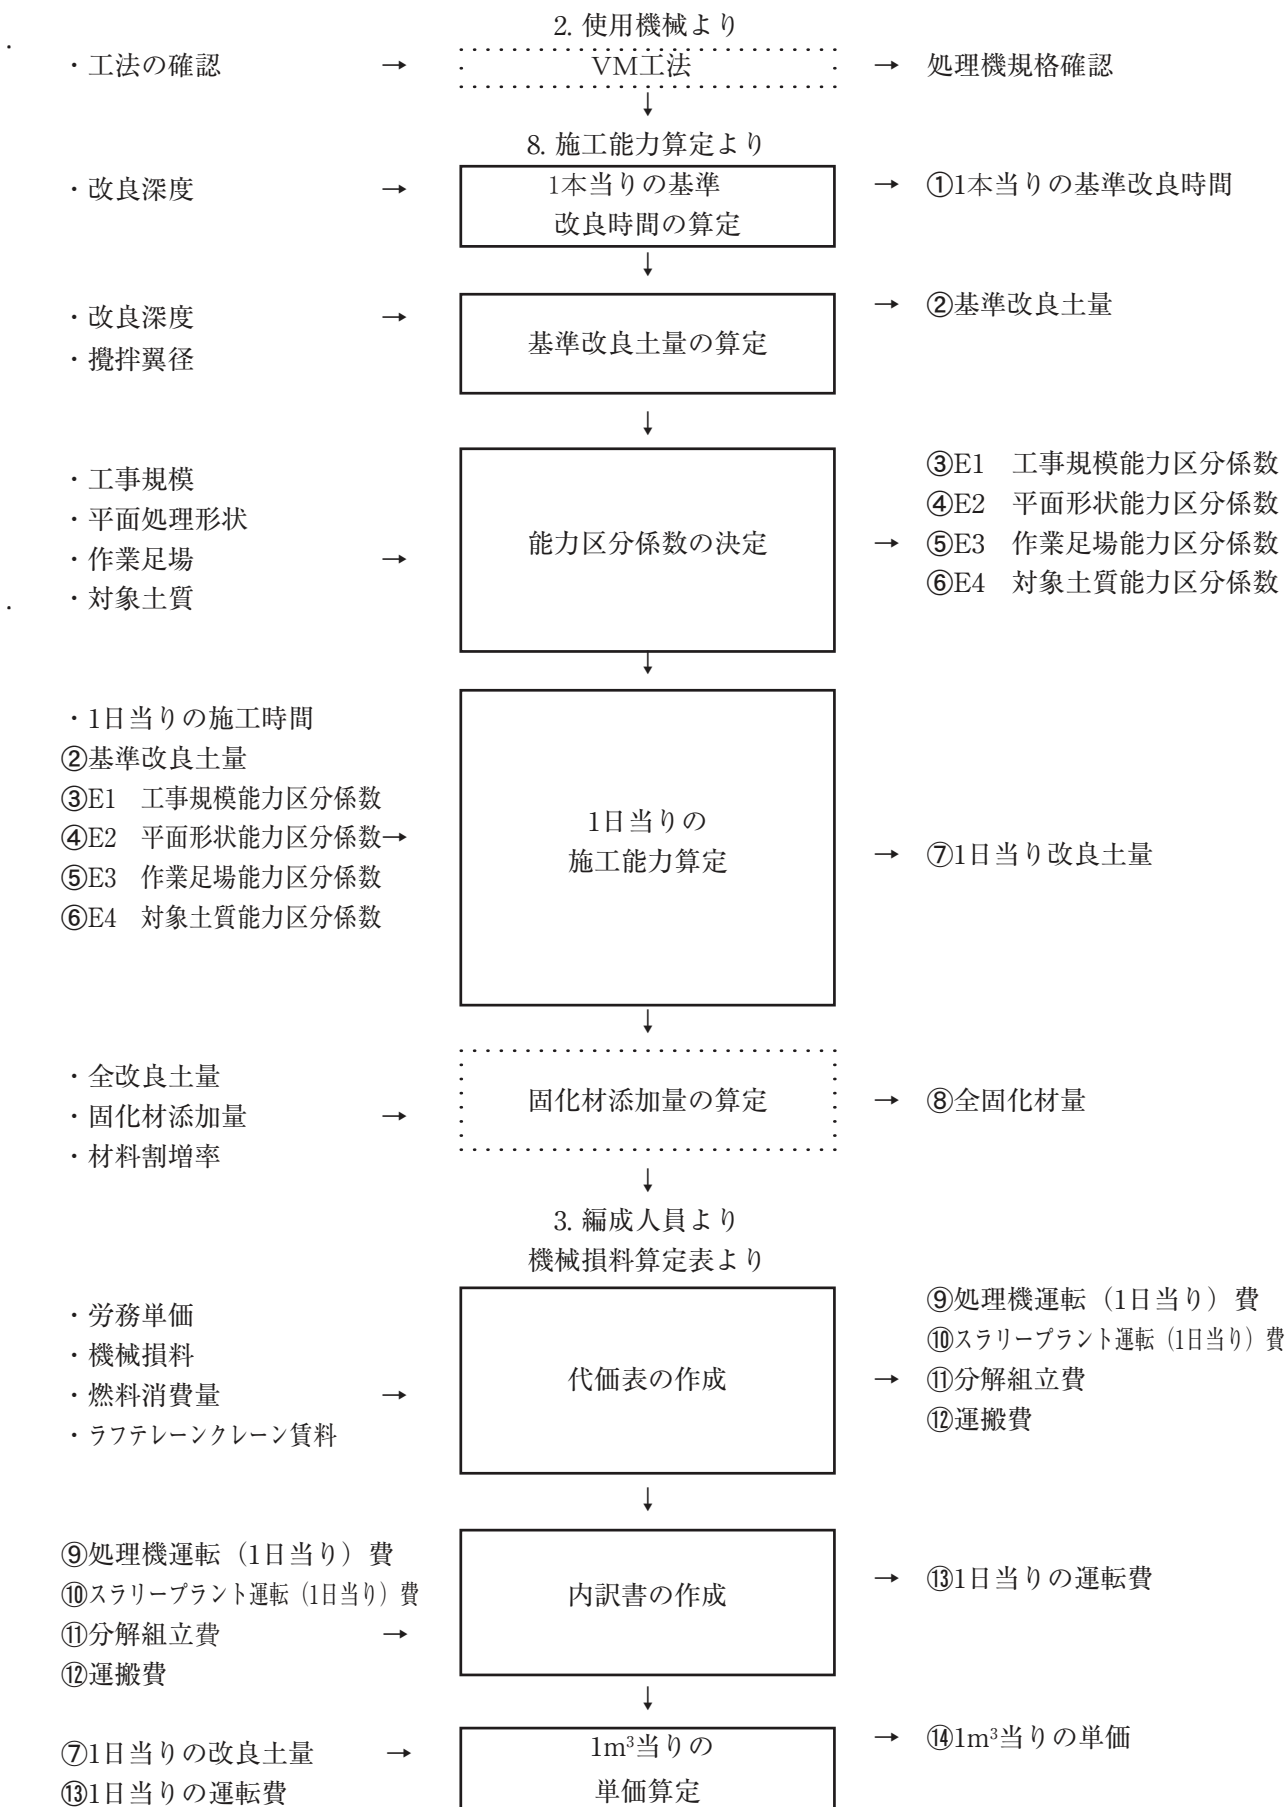 2. 使用機械より
・工法の確認 → VM工法 → 処理機規格確認
↓
8. 施工能力算定より
・改良深度 → 1本当りの基準 → ①1本当りの基準改良時間
改良時間の算定
↓
・改良深度 → → ②基準改良土量
・攪拌翼径 基準改良土量の算定
↓
・工事規模 ③E1 工事規模能力区分係数
・平面処理形状 ④E2 平面形状能力区分係数
・作業足場 → 能力区分係数の決定 → ⑤E3 作業足場能力区分係数
・対象土質 ⑥E4 対象土質能力区分係数
↓
・1日当りの施工時間
②基準改良土量
③E1 工事規模能力区分係数
④E2 平面形状能力区分係数→
⑤E3 作業足場能力区分係数
⑥E4 対象土質能力区分係数
1日当りの
施工能力算定 → ⑦1日当り改良土量
↓
・全改良土量
・固化材添加量 → 固化材添加量の算定 → ⑧全固化材量
・材料割増率
↓
3. 編成人員より
機械損料算定表より
・労務単価
・機械損料
・燃料消費量 →
・ラフテレーンクレーン賃料
代価表の作成 →
⑨処理機運転（1日当り）費
⑩スラリープラント運転（1日当り）費
⑪分解組立費
⑫運搬費
↓
⑨処理機運転（1日当り）費
⑩スラリープラント運転（1日当り）費
⑪分解組立費 →
⑫運搬費
内訳書の作成 → ⑬1日当りの運転費
↓
⑦1日当りの改良土量 → 1m³当りの → ⑭1m³当りの単価
⑬1日当りの運転費 単価算定